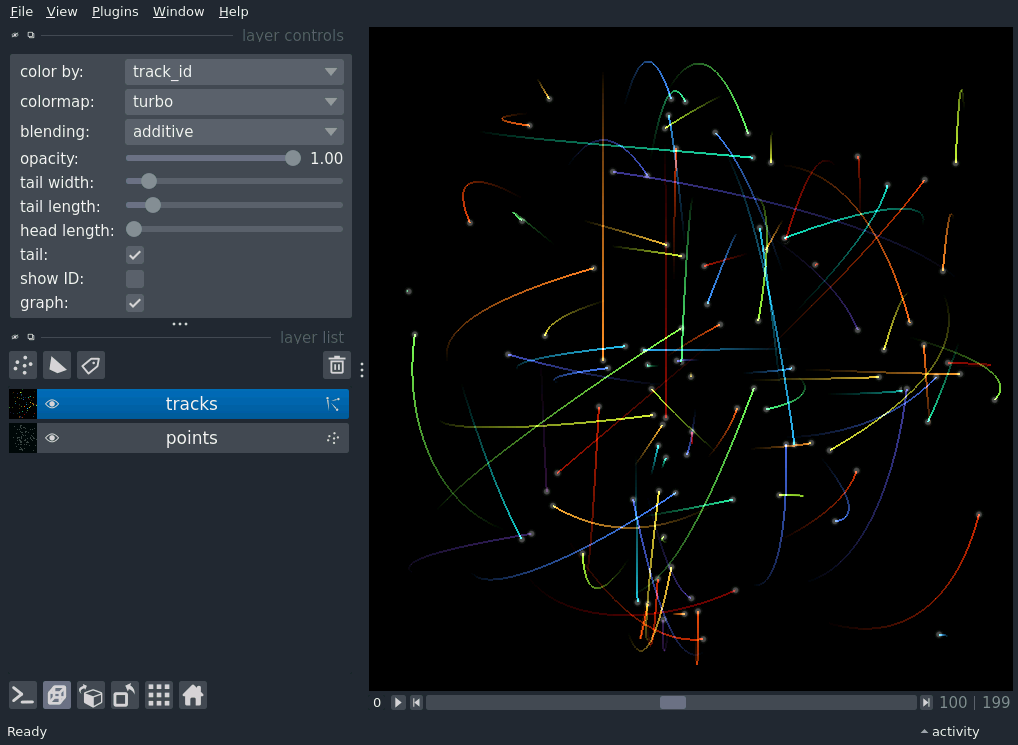 File View Plugins Window Help
layer controls
color by: track_id
colormap: turbo
blending: additive
opacity: 1.00
tail width:
tail length:
head length:
tail:
show ID:
graph:
layer list
tracks
points
0 100 | 199
Ready activity